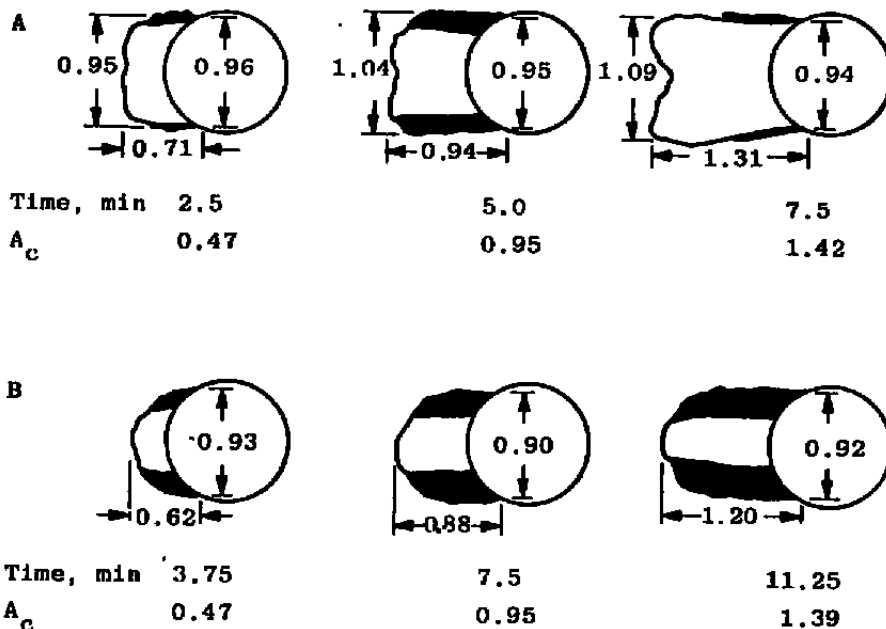 A
0.95 0.96 1.04 0.95 1.09 0.94
0.71 0.94 1.31
Time, min 2.5 5.0 7.5
Ac 0.47 0.95 1.42
B
0.93 0.90 0.92
0.62 0.88 1.20
Time, min 3.75 7.5 11.25
Ac 0.47 0.95 1.39